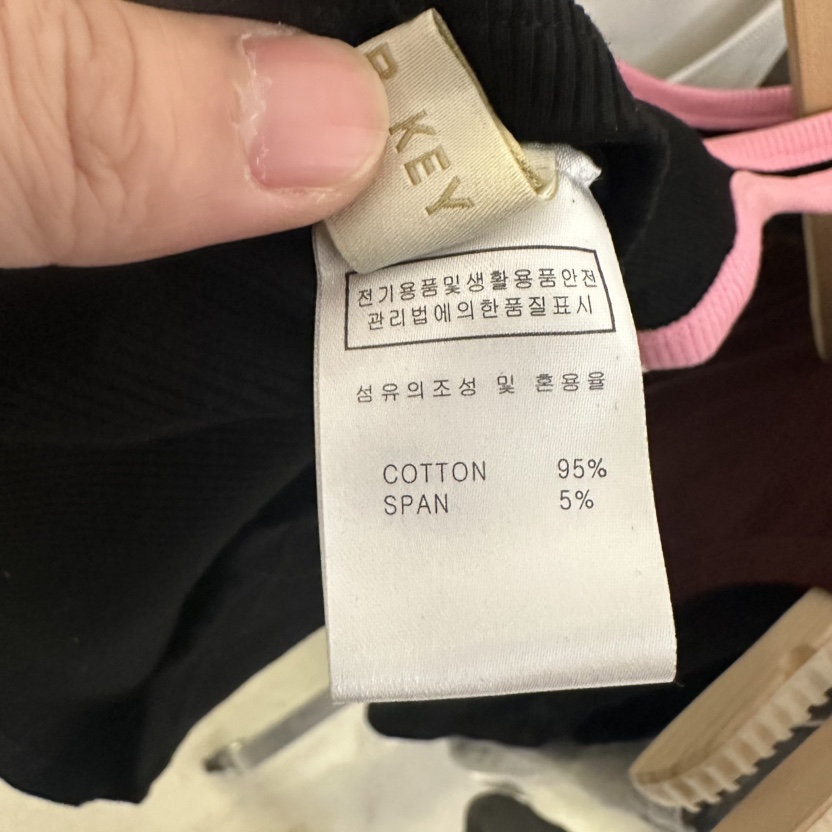 KEY
전기용품및생활용품안전
관리법에의한품질표시
섬유의조성 및 혼용율
COTTON 95%
SPAN 5%